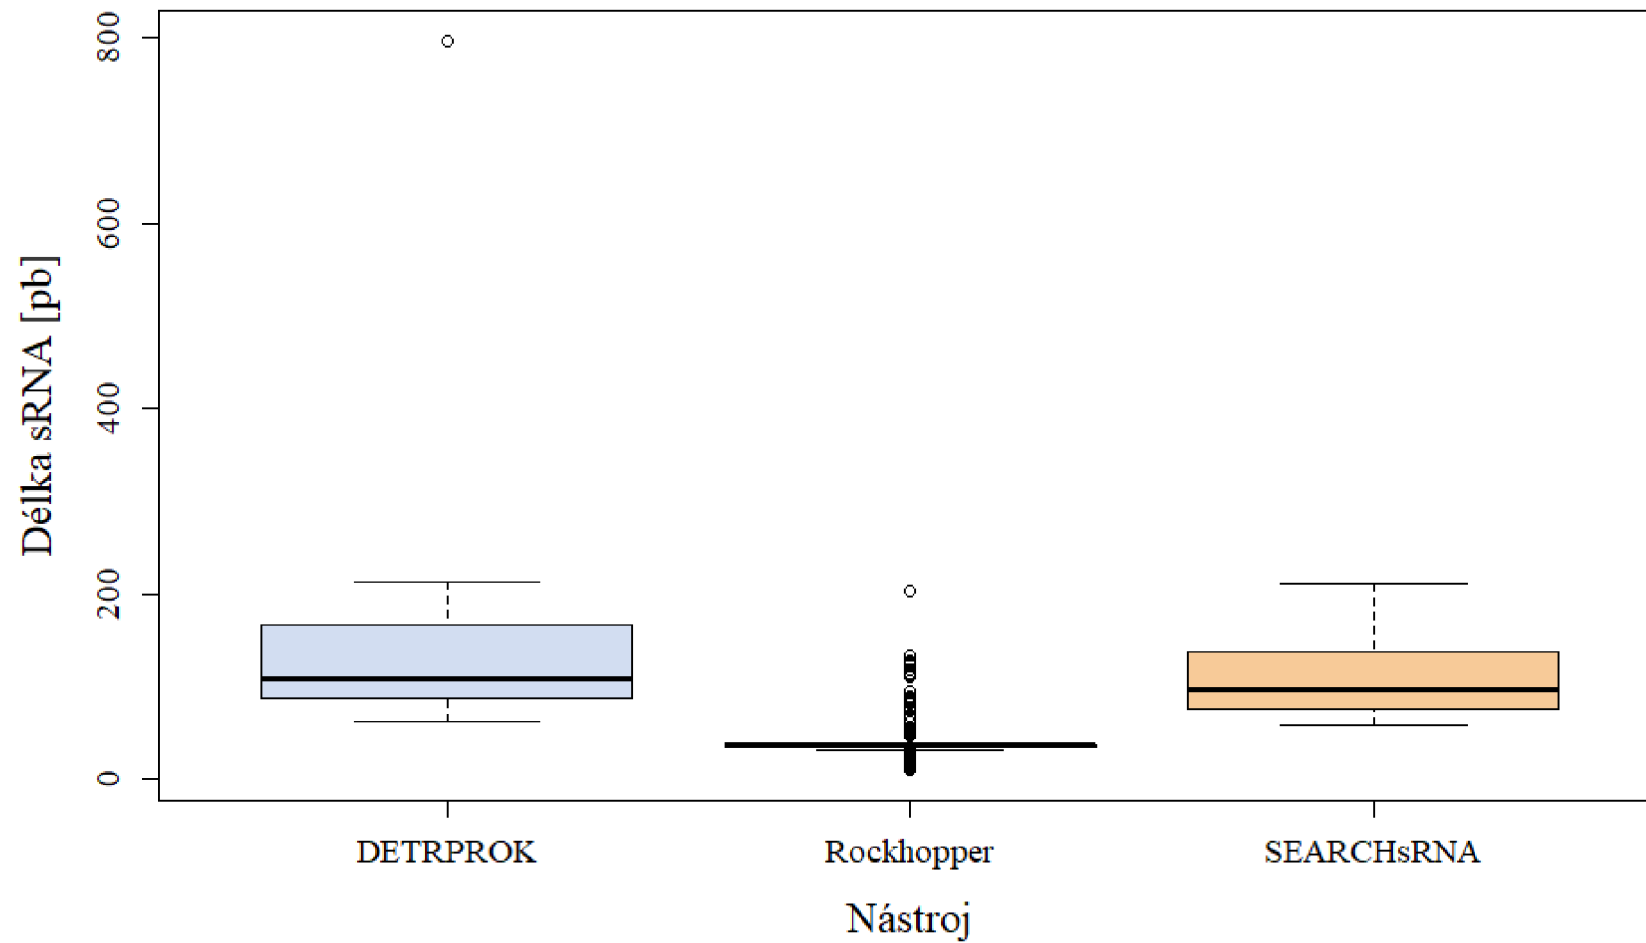 Délka sRNA [pb]
800
600
400
200
0
DETRPROK Rockhopper SEARCHsRNA
Nástroj